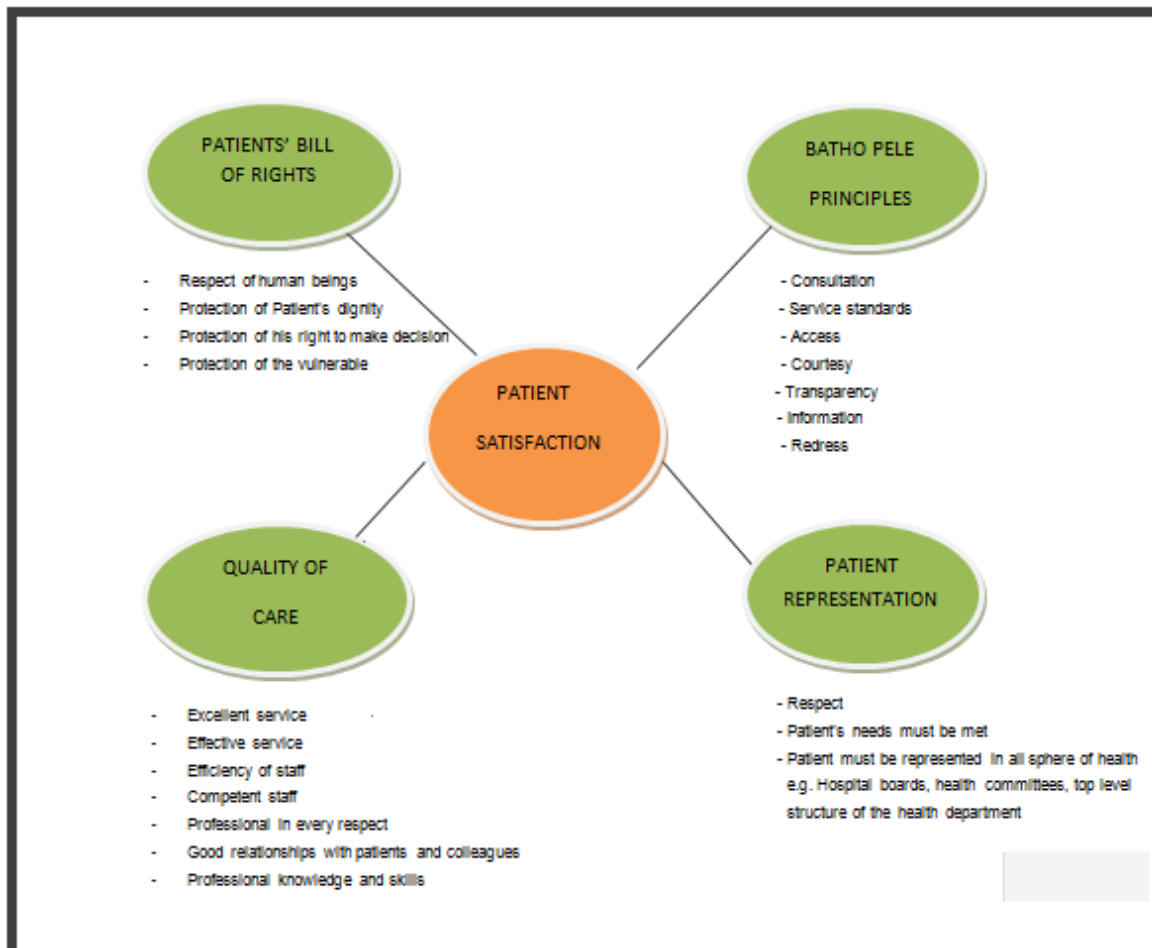 PATIENTS' BILL
OF RIGHTS
- Respect of human beings
- Protection of Patient's dignity
- Protection of his right to make decision
- Protection of the vulnerable
BATHO PELE
PRINCIPLES
- Consultation
- Service standards
- Access
- Courtesy
- Transparency
- Information
- Redress
PATIENT
SATISFACTION
QUALITY OF
CARE
- Excellent service
- Effective service
- Efficiency of staff
- Competent staff
- Professional in every respect
- Good relationships with patients and colleagues
- Professional knowledge and skills
PATIENT
REPRESENTATION
- Respect
- Patient's needs must be met
- Patient must be represented in all sphere of health
e.g. Hospital boards, health committees, top level
structure of the health department